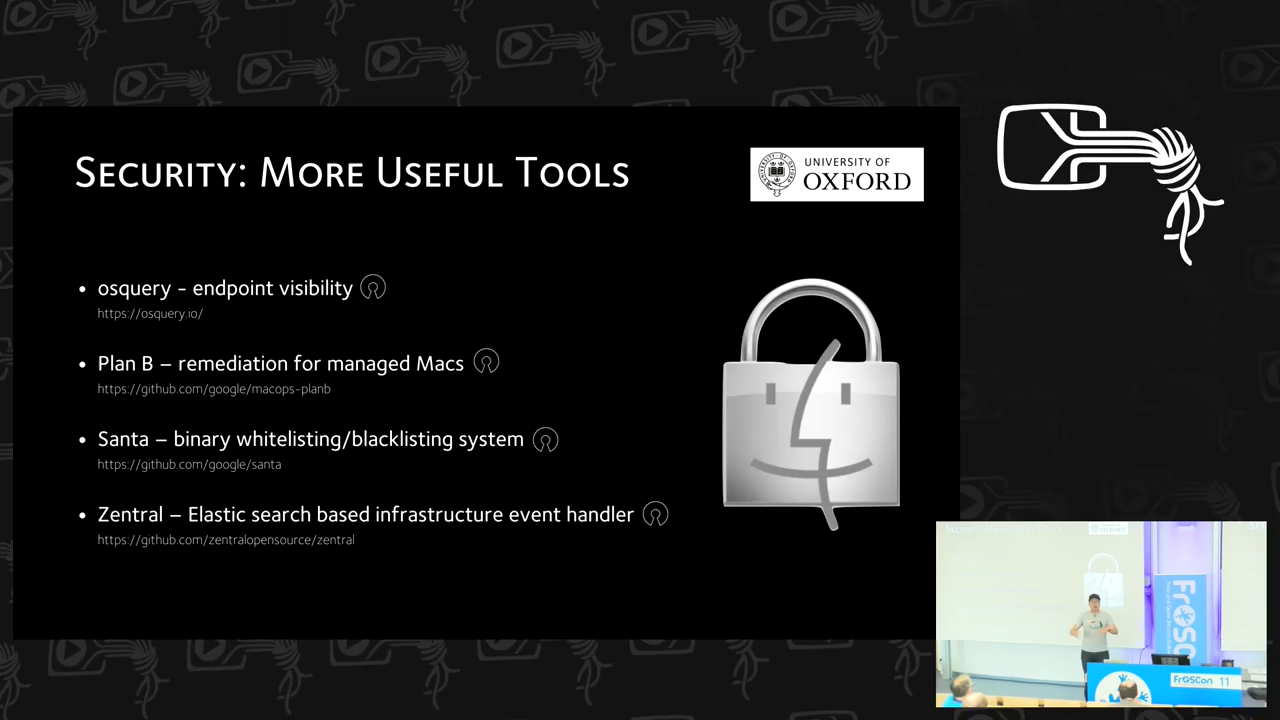 Security: More Useful Tools
UNIVERSITY OF
OXFORD
• osquery - endpoint visibility
https://osquery.io/
• Plan B – remediation for managed Macs
https://github.com/google/macops-planb
• Santa – binary whitelisting/blacklisting system
https://github.com/google/santa
• Zentral – Elastic search based infrastructure event handler
https://github.com/zentralopensource/zentral
FrOSCon 11